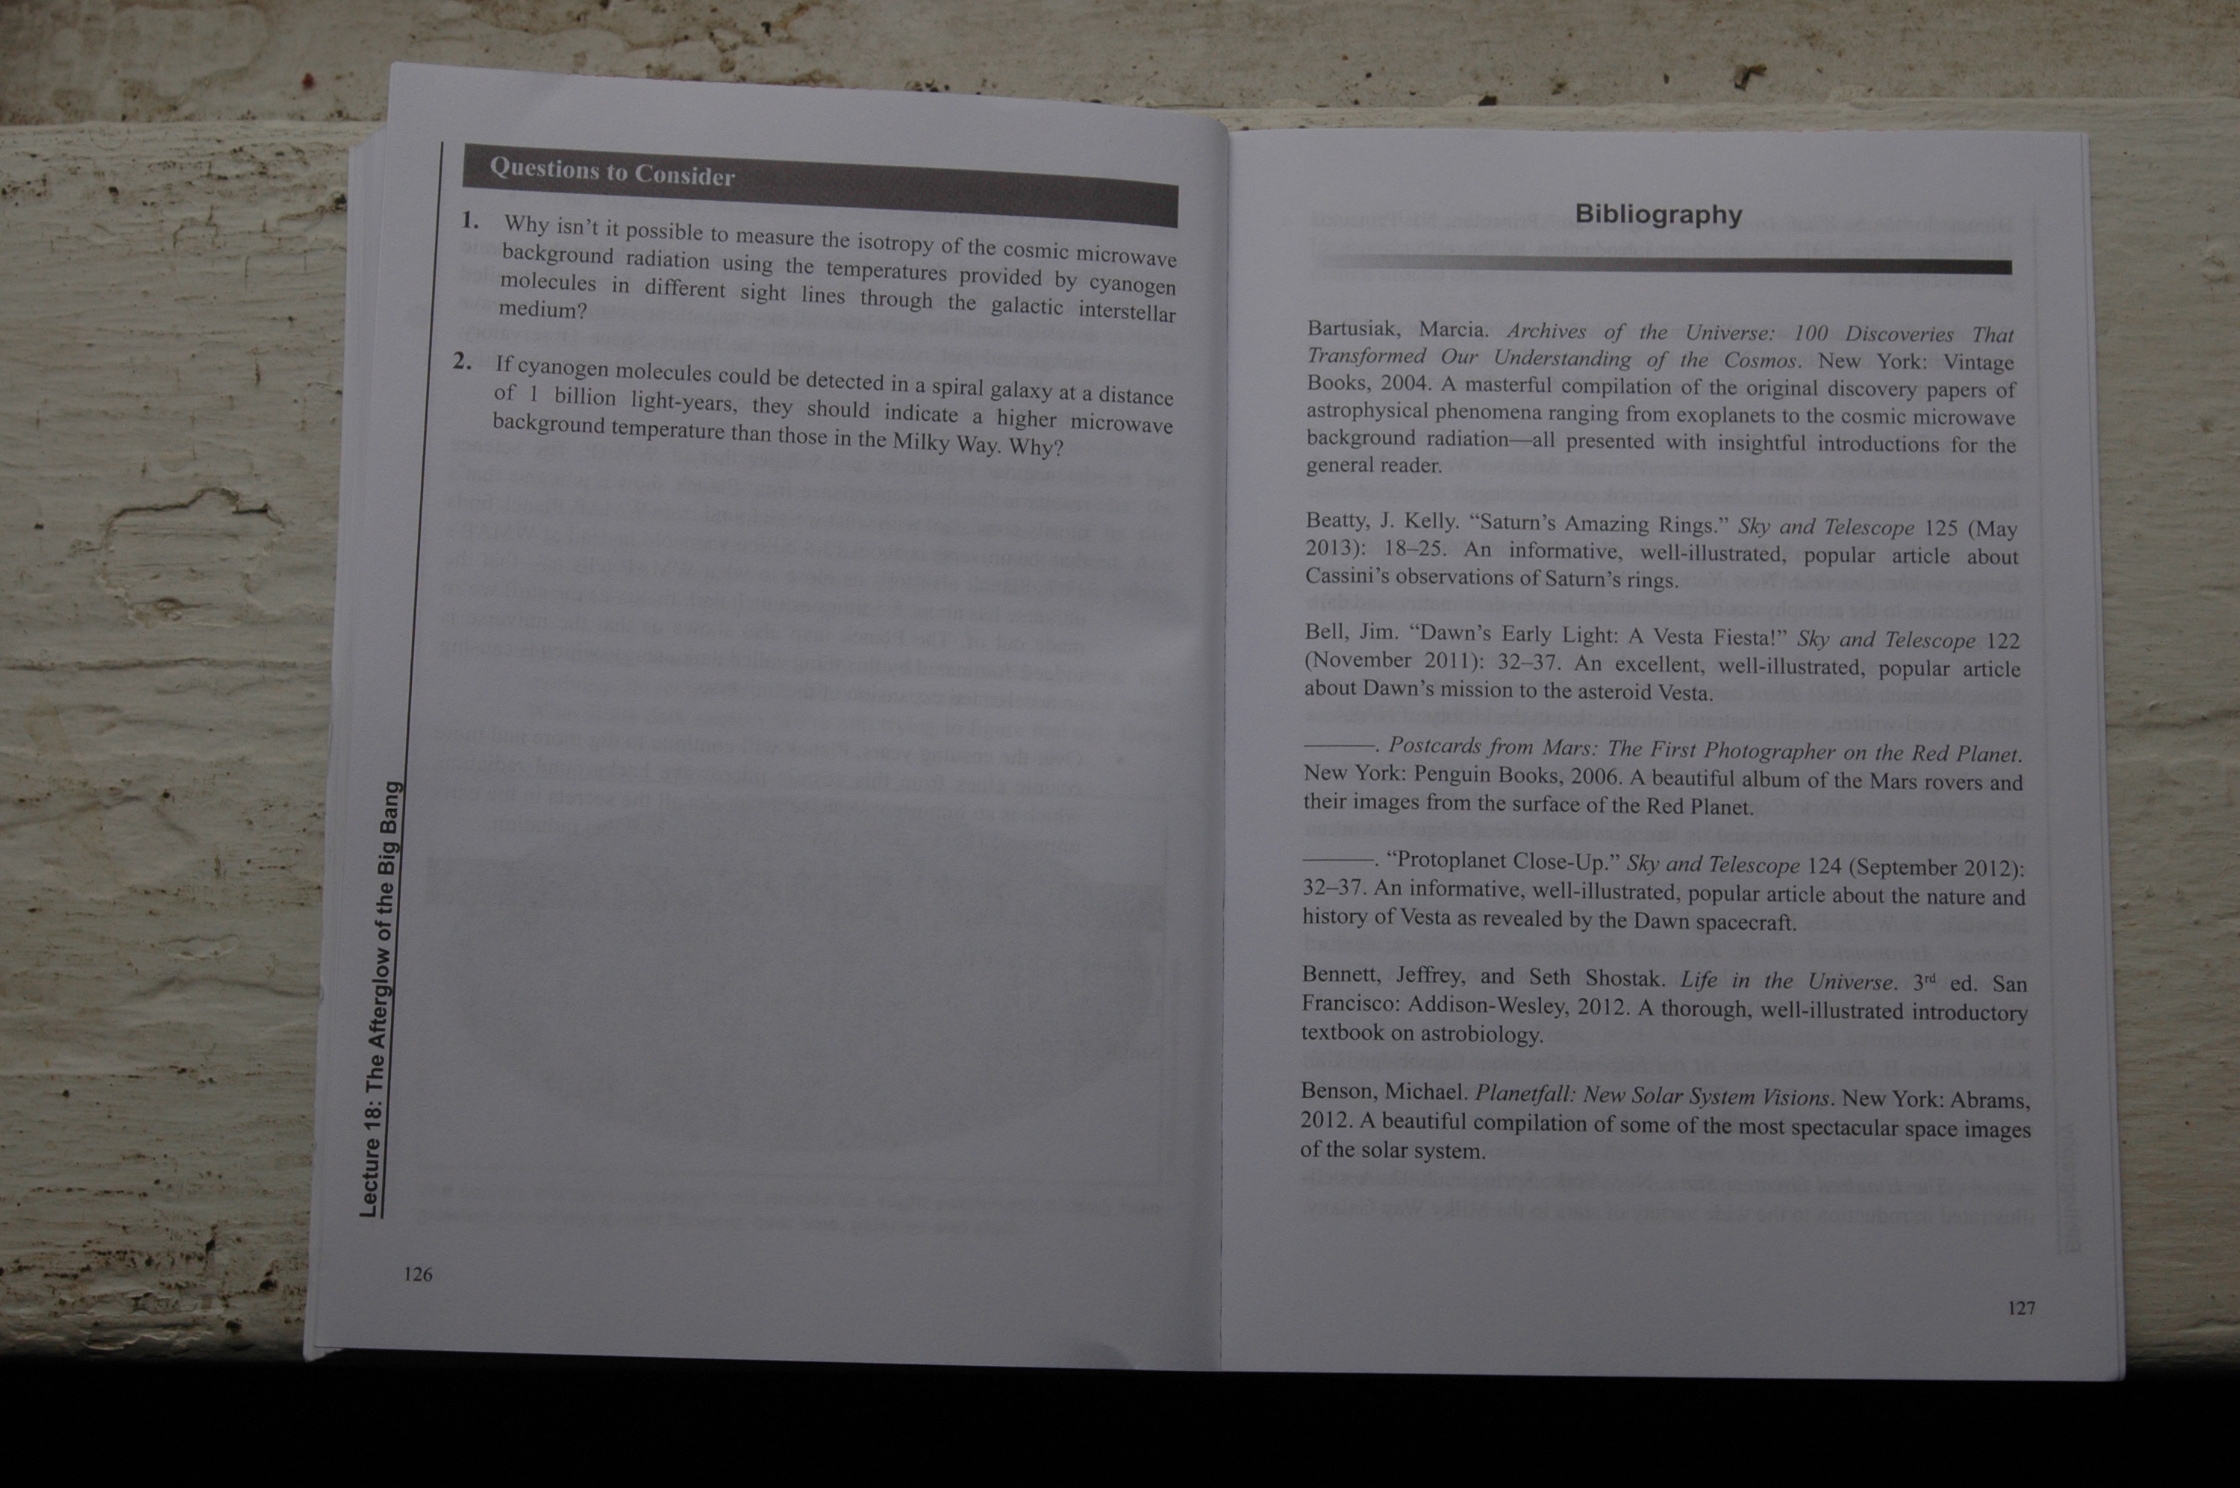 Questions to Consider
1. Why isn't it possible to measure the isotropy of the cosmic microwave
background radiation using the temperatures provided by cyanogen
molecules in different sight lines through the galactic interstellar
medium?
2. If cyanogen molecules could be detected in a spiral galaxy at a distance
of 1 billion light-years, they should indicate a higher microwave
background temperature than those in the Milky Way. Why?
Lecture 18: The Afterglow of the Big Bang
126
Bibliography
Bartusiak, Marcia. Archives of the Universe: 100 Discoveries That
Transformed Our Understanding of the Cosmos. New York: Vintage
Books, 2004. A masterful compilation of the original discovery papers of
astrophysical phenomena ranging from exoplanets to the cosmic microwave
background radiation—all presented with insightful introductions for the
general reader.
Beatty, J. Kelly. “Saturn’s Amazing Rings.” Sky and Telescope 125 (May
2013): 18–25. An informative, well-illustrated, popular article about
Cassini’s observations of Saturn’s rings.
Bell, Jim. “Dawn’s Early Light: A Vesta Fiesta!” Sky and Telescope 122
(November 2011): 32–37. An excellent, well-illustrated, popular article
about Dawn’s mission to the asteroid Vesta.
———. Postcards from Mars: The First Photographer on the Red Planet.
New York: Penguin Books, 2006. A beautiful album of the Mars rovers and
their images from the surface of the Red Planet.
———. “Protoplanet Close-Up.” Sky and Telescope 124 (September 2012):
32–37. An informative, well-illustrated, popular article about the nature and
history of Vesta as revealed by the Dawn spacecraft.
Bennett, Jeffrey, and Seth Shostak. Life in the Universe. 3rd ed. San
Francisco: Addison-Wesley, 2012. A thorough, well-illustrated introductory
textbook on astrobiology.
Benson, Michael. Planetfall: New Solar System Visions. New York: Abrams,
2012. A beautiful compilation of some of the most spectacular space images
of the solar system.
127